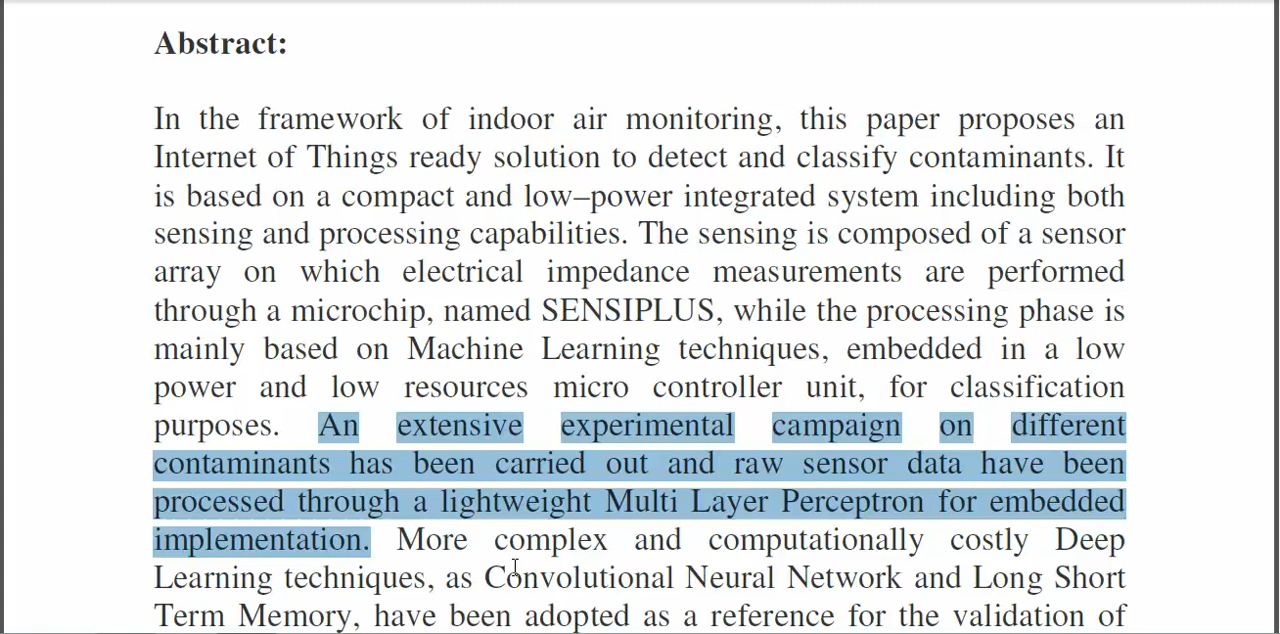 Abstract:
In the framework of indoor air monitoring, this paper proposes an
Internet of Things ready solution to detect and classify contaminants. It
is based on a compact and low–power integrated system including both
sensing and processing capabilities. The sensing is composed of a sensor
array on which electrical impedance measurements are performed
through a microchip, named SENSIPLUS, while the processing phase is
mainly based on Machine Learning techniques, embedded in a low
power and low resources micro controller unit, for classification
purposes. An extensive experimental campaign on different
contaminants has been carried out and raw sensor data have been
processed through a lightweight Multi Layer Perceptron for embedded
implementation. More complex and computationally costly Deep
Learning techniques, as Convolutional Neural Network and Long Short
Term Memory, have been adopted as a reference for the validation of